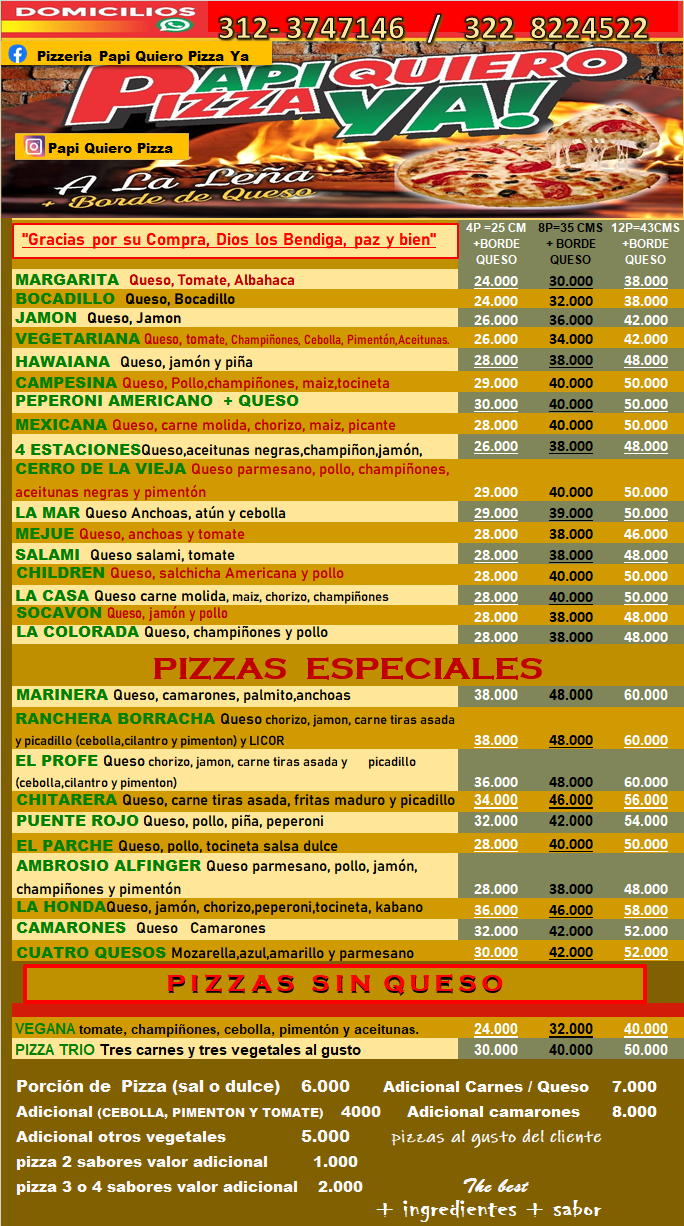 DOMICILIOS
312- 3747146 / 322 8224522
Pizzeria Papi Quiero Pizza Ya
PAPI QUIERO
PIZZA YA!
Papi Quiero Pizza
A La Leña
+ Borde de Queso
4P =25 CM 8P=35 CMS 12P=43CMS
+BORDE + BORDE +BORDE
QUESO QUESO QUESO
"Gracias por su Compra, Dios los Bendiga, paz y bien"
MARGARITA Queso, Tomate, Albahaca 24.000 30.000 38.000
BOCADILLO Queso, Bocadillo 24.000 32.000 38.000
JAMON Queso, Jamon 26.000 36.000 42.000
VEGETARIANA Queso, tomate, Champiñones, Cebolla, Pimentón,Aceitunas. 26.000 34.000 42.000
HAWAIANA Queso, jamón y piña 28.000 38.000 48.000
CAMPESINA Queso, Pollo,champiñones, maiz,tocineta 29.000 40.000 50.000
PEPERONI AMERICANO + QUESO 30.000 40.000 50.000
MEXICANA Queso, carne molida, chorizo, maiz, picante 28.000 40.000 50.000
4 ESTACIONESQueso,aceitunas negras,champiñon,jamón, 26.000 38.000 48.000
CERRO DE LA VIEJA Queso parmesano, pollo, champiñones,
aceitunas negras y pimentón 29.000 40.000 50.000
LA MAR Queso Anchoas, atún y cebolla 29.000 39.000 50.000
MEJUE Queso, anchoas y tomate 28.000 38.000 46.000
SALAMI Queso salami, tomate 28.000 38.000 48.000
CHILDREN Queso, salchicha Americana y pollo 28.000 40.000 50.000
LA CASA Queso carne molida, maiz, chorizo, champiñones 28.000 40.000 50.000
SOCAVON Queso, jamón y pollo 28.000 38.000 48.000
LA COLORADA Queso, champiñones y pollo 28.000 38.000 48.000
PIZZAS ESPECIALES
MARINERA Queso, camarones, palmito,anchoas 38.000 48.000 60.000
RANCHERA BORRACHA Queso chorizo, jamon, carne tiras asada
y picadillo (cebolla,cilantro y pimenton) y LICOR 38.000 48.000 60.000
EL PROFE Queso chorizo, jamon, carne tiras asada y picadillo
(cebolla,cilantro y pimenton) 36.000 48.000 60.000
CHITARERA Queso, carne tiras asada, fritas maduro y picadillo 34.000 46.000 56.000
PUENTE ROJO Queso, pollo, piña, peperoni 32.000 42.000 54.000
EL PARCHE Queso, pollo, tocineta salsa dulce 28.000 40.000 50.000
AMBROSIO ALFINGER Queso parmesano, pollo, jamón,
champiñones y pimentón 28.000 38.000 48.000
LA HONDAQueso, jamón, chorizo,peperoni,tocineta, kabano 36.000 46.000 58.000
CAMARONES Queso Camarones 32.000 42.000 52.000
CUATRO QUESOS Mozarella,azul,amarillo y parmesano 30.000 42.000 52.000
PIZZAS SIN QUESO
VEGANA tomate, champiñones, cebolla, pimentón y aceitunas. 24.000 32.000 40.000
PIZZA TRIO Tres carnes y tres vegetales al gusto 30.000 40.000 50.000
Porción de Pizza (sal o dulce) 6.000 Adicional Carnes / Queso 7.000
Adicional (CEBOLLA, PIMENTON Y TOMATE) 4000 Adicional camarones 8.000
Adicional otros vegetales 5.000 pizzas al gusto del cliente
pizza 2 sabores valor adicional 1.000
pizza 3 o 4 sabores valor adicional 2.000 The best
+ ingredientes + sabor